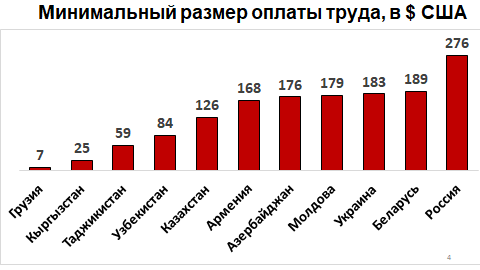 Минимальный размер оплаты труда, в $ США
7
25
59
84
126
168
176
179
183
189
276
Грузия
Кыргызстан
Таджикистан
Узбекистан
Казахстан
Армения
Азербайджан
Молдова
Украина
Беларусь
Россия
4